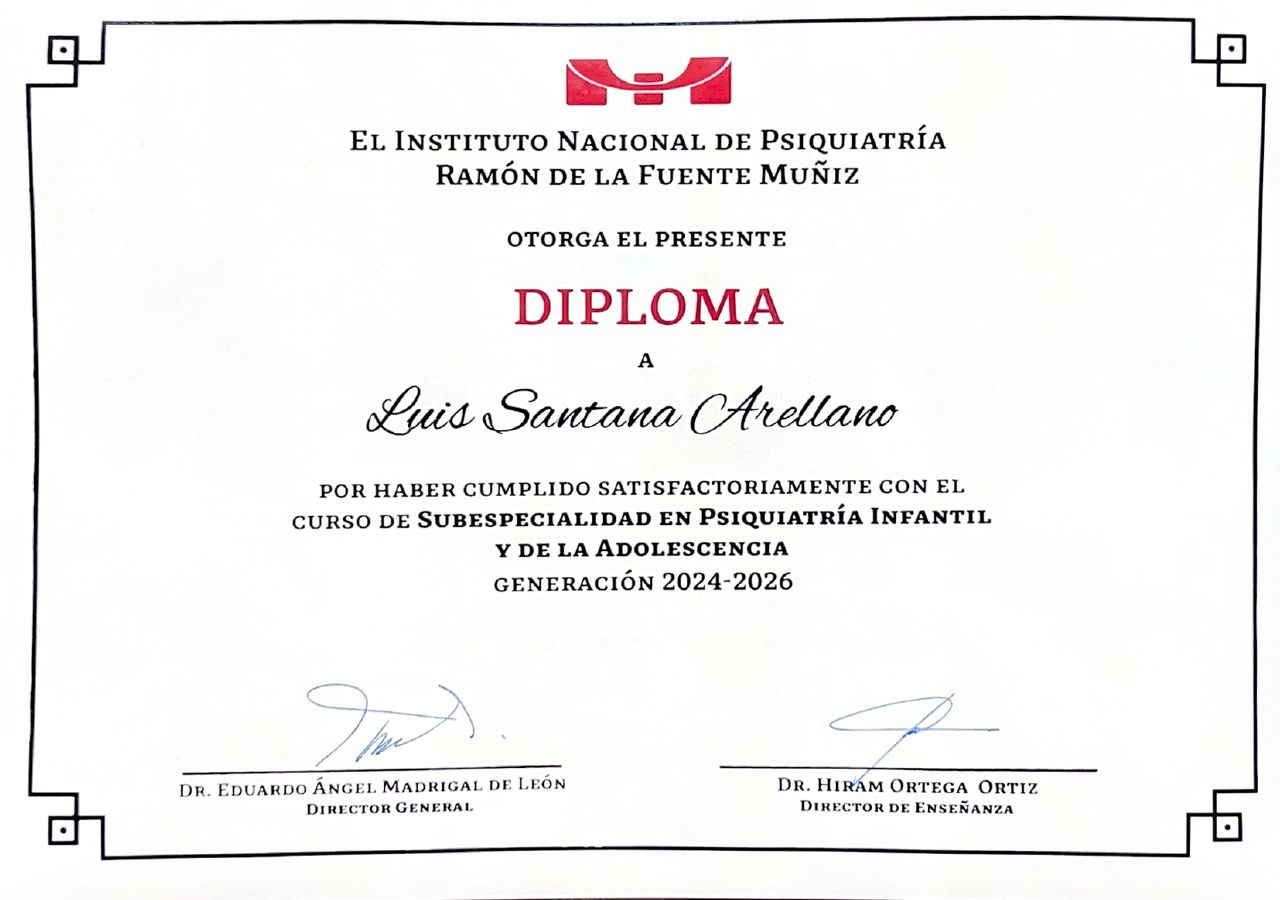 El Instituto Nacional de Psiquiatría
Ramón de la Fuente Muñiz
otorga el presente
DIPLOMA
a
Luis Santana Arellano
por haber cumplido satisfactoriamente con el
curso de Subespecialidad en Psiquiatría Infantil
y de la Adolescencia
generación 2024-2026
Dr. Eduardo Ángel Madrigal de León
Director General
Dr. Hiram Ortega Ortiz
Director de Enseñanza